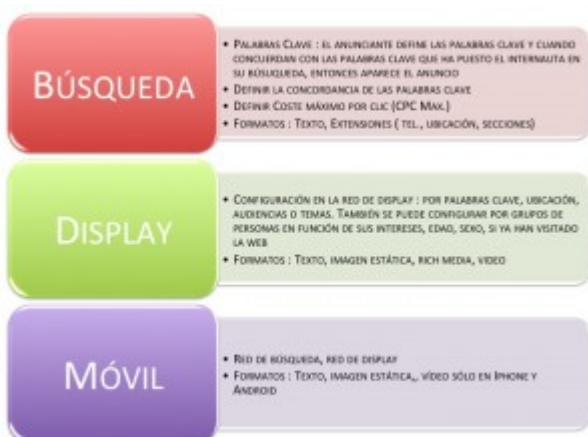 BÚSQUEDA
• PALABRAS CLAVE : EL ANUNCIANTE DEFINE LAS PALABRAS CLAVE Y CUANDO
CONCUERDAN CON LAS PALABRAS CLAVE QUE HA PUESTO EL INTERNAUTA EN
SU BÚSUQUEDA, ENTONCES APARECE EL ANUNCIO
• DEFINIR LA CONCORDANCIA DE LAS PALABRAS CLAVE
• DEFINIR COSTE MÁXIMO POR CLIC (CPC MAX.)
• FORMATOS : TEXTO, EXTENSIONES ( TEL., UBICACIÓN, SECCIONES)
DISPLAY
• CONFIGURACIÓN EN LA RED DE DISPLAY : POR PALABRAS CLAVE, UBICACIÓN,
AUDIENCIAS O TEMAS. TAMBIÉN SE PUEDE CONFIGURAR POR GRUPOS DE
PERSONAS EN FUNCIÓN DE SUS INTERESES, EDAD, SEXO, SI YA HAN VISITADO
LA WEB
• FORMATOS : TEXTO, IMAGEN ESTÁTICA, RICH MEDIA, VIDEO
MÓVIL
• RED DE BÚSQUEDA, RED DE DISPLAY
• FORMATOS : TEXTO, IMAGEN ESTÁTICA,, VÍDEO SÓLO EN IPHONE Y
ANDROID